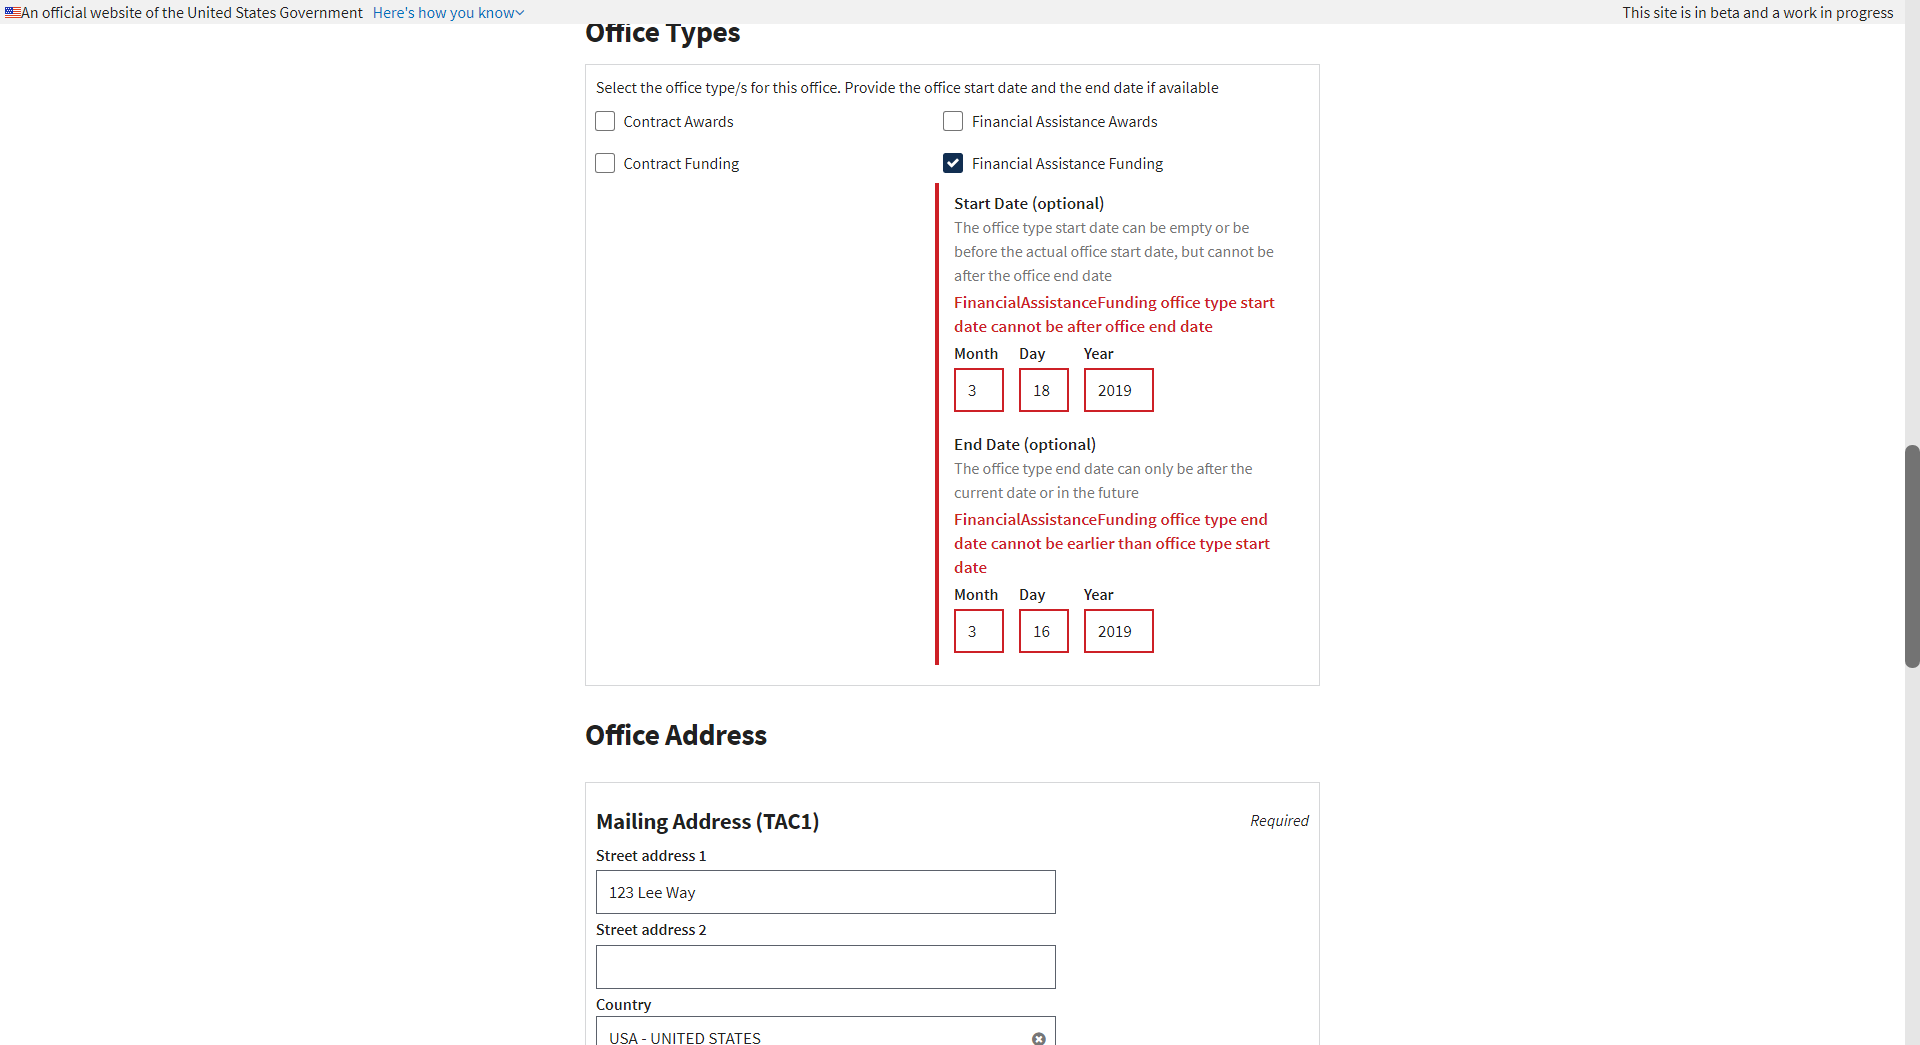 An official website of the United States Government Here's how you know
This site is in beta and a work in progress
Office Types
Select the office type/s for this office. Provide the office start date and the end date if available
Contract Awards
Financial Assistance Awards
Contract Funding
Financial Assistance Funding
Start Date (optional)
The office type start date can be empty or be
before the actual office start date, but cannot be
after the office end date
FinancialAssistanceFunding office type start
date cannot be after office end date
Month Day Year
3 18 2019
End Date (optional)
The office type end date can only be after the
current date or in the future
FinancialAssistanceFunding office type end
date cannot be earlier than office type start
date
Month Day Year
3 16 2019
Office Address
Mailing Address (TAC1)
Required
Street address 1
123 Lee Way
Street address 2
Country
USA - UNITED STATES